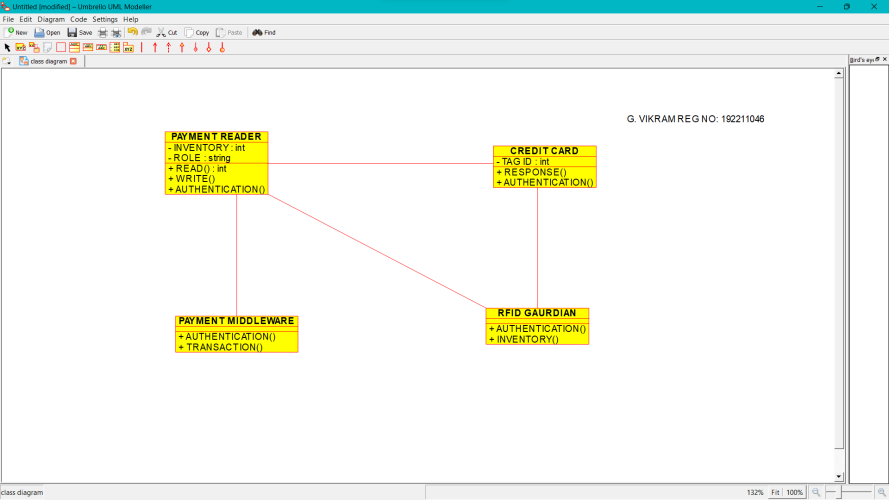 Untitled [modified] – Umbrello UML Modeller
File Edit Diagram Code Settings Help
New Open Save Cut Copy Paste Find
class diagram
Bird's eye
G. VIKRAM REG NO: 192211046
PAYMENT READER
- INVENTORY : int
- ROLE : string
+ READ() : int
+ WRITE()
+ AUTHENTICATION()
CREDIT CARD
- TAG ID : int
+ RESPONSE()
+ AUTHENTICATION()
PAYMENT MIDDLEWARE
+ AUTHENTICATION()
+ TRANSACTION()
RFID GAURDIAN
+ AUTHENTICATION()
+ INVENTORY()
class diagram
132% Fit 100%